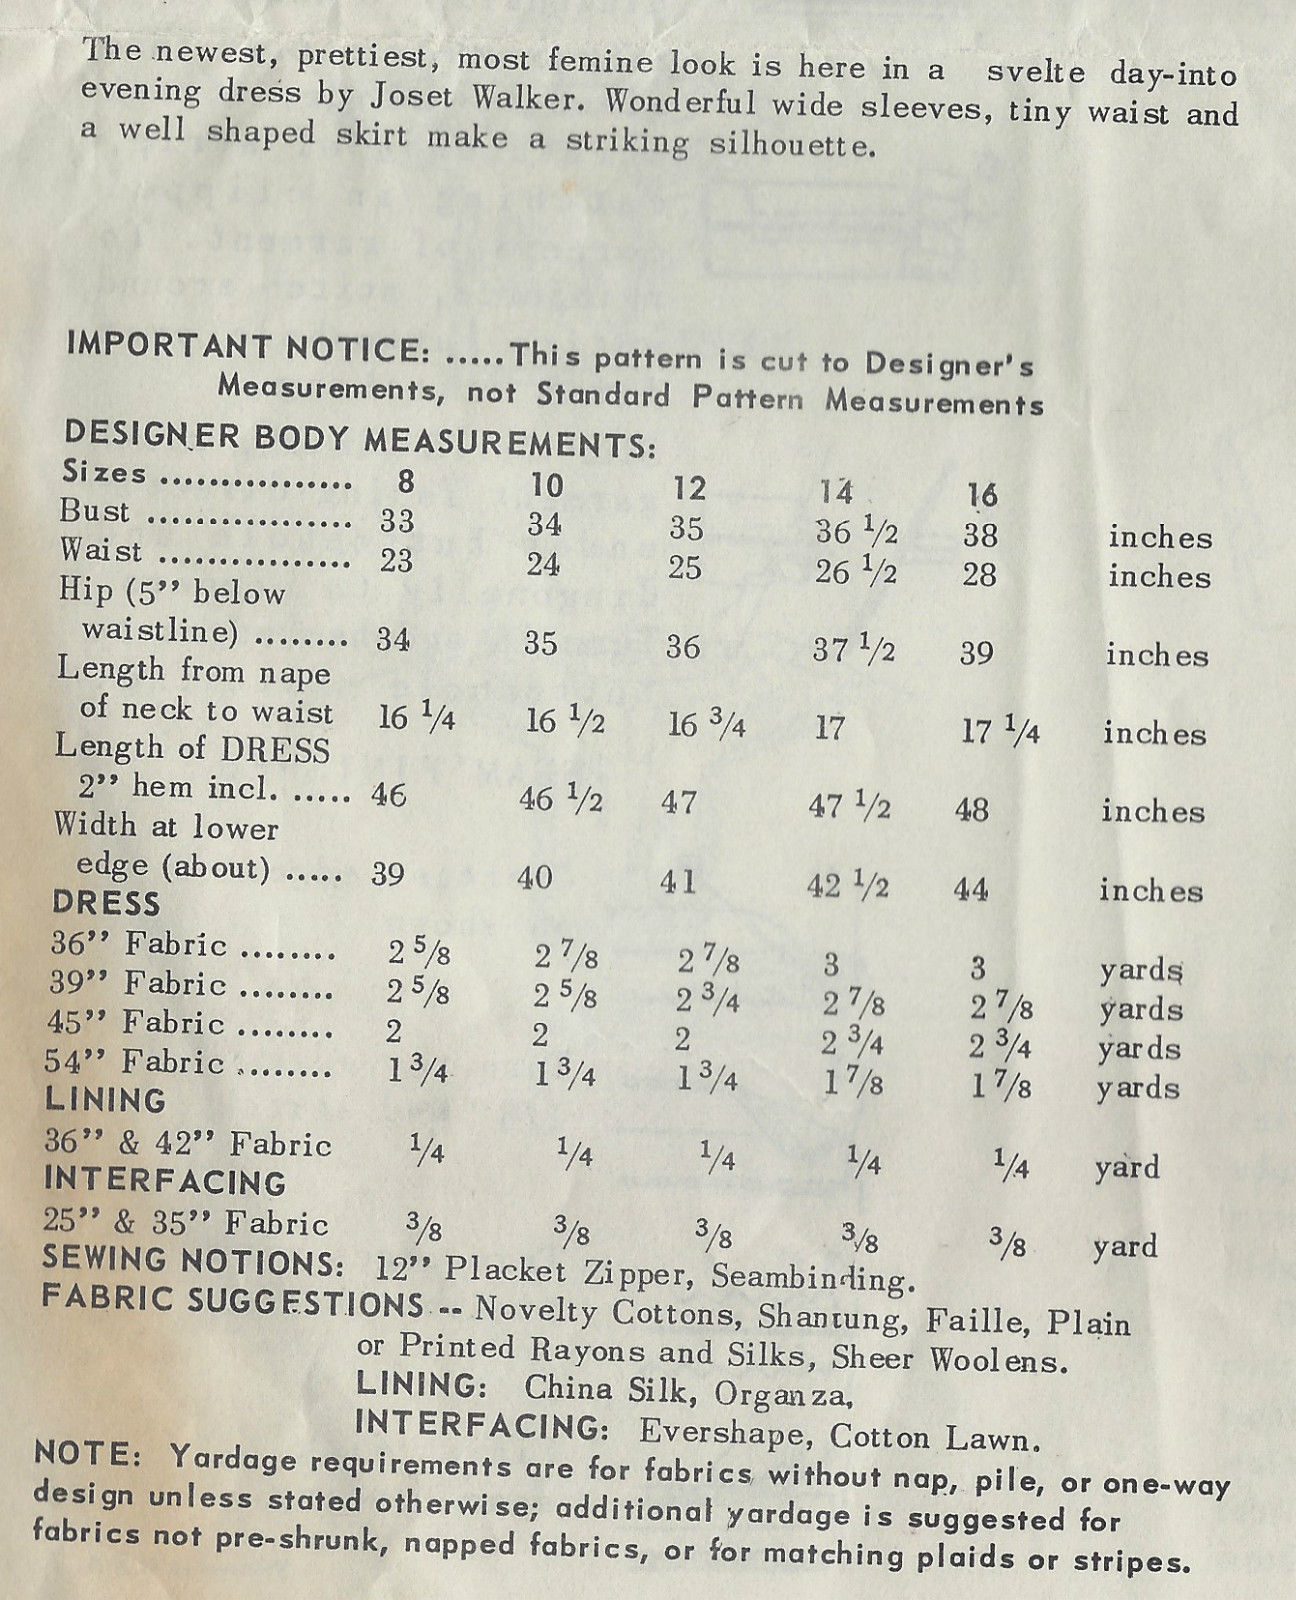 The newest, prettiest, most femine look is here in a svelte day-into
evening dress by Joset Walker. Wonderful wide sleeves, tiny waist and
a well shaped skirt make a striking silhouette.
IMPORTANT NOTICE: .....This pattern is cut to Designer's
Measurements, not Standard Pattern Measurements
DESIGNER BODY MEASUREMENTS:
Sizes ................ 8 10 12 14 16
Bust ................. 33 34 35 36 1/2 38 inches
Waist ................ 23 24 25 26 1/2 28 inches
Hip (5” below
waistline) ........ 34 35 36 37 1/2 39 inches
Length from nape
of neck to waist 16 1/4 16 1/2 16 3/4 17 17 1/4 inches
Length of DRESS
2” hem incl. ..... 46 46 1/2 47 47 1/2 48 inches
Width at lower
edge (about) ..... 39 40 41 42 1/2 44 inches
DRESS
36” Fabric ........ 2 5/8 2 7/8 2 7/8 3 3 yards
39” Fabric ........ 2 5/8 2 5/8 2 3/4 2 7/8 2 7/8 yards
45” Fabric ........ 2 2 2 2 3/4 2 3/4 yards
54” Fabric ........ 1 3/4 1 3/4 1 3/4 1 7/8 1 7/8 yards
LINING
36” & 42” Fabric 1/4 1/4 1/4 1/4 1/4 yard
INTERFACING
25” & 35” Fabric 3/8 3/8 3/8 3/8 3/8 yard
SEWING NOTIONS: 12” Placket Zipper, Seambinding.
FABRIC SUGGESTIONS -- Novelty Cottons, Shantung, Faille, Plain
or Printed Rayons and Silks, Sheer Woolens.
LINING: China Silk, Organza,
INTERFACING: Evershape, Cotton Lawn.
NOTE: Yardage requirements are for fabrics without nap, pile, or one-way
design unless stated otherwise; additional yardage is suggested for
fabrics not pre-shrunk, napped fabrics, or for matching plaids or stripes.